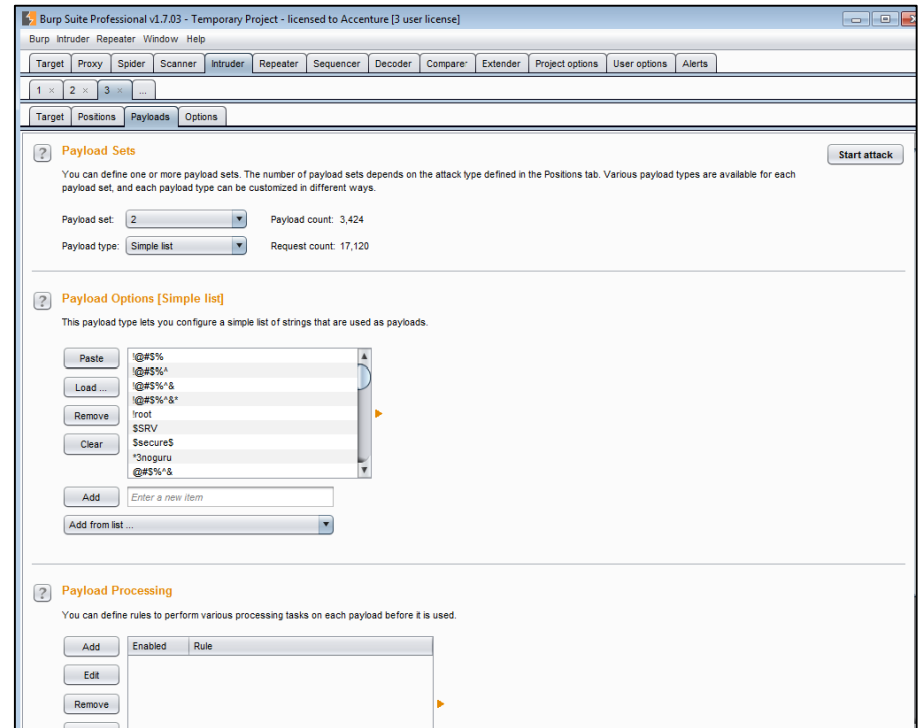 Burp Suite Professional v1.7.03 - Temporary Project - licensed to Accenture [3 user license]
Burp Intruder Repeater Window Help
Target Proxy Spider Scanner Intruder Repeater Sequencer Decoder Comparer Extender Project options User options Alerts
1 × 2 × 3 × ...
Target Positions Payloads Options
? Payload Sets
Start attack
You can define one or more payload sets. The number of payload sets depends on the attack type defined in the Positions tab. Various payload types are available for each
payload set, and each payload type can be customized in different ways.
Payload set: 2 Payload count: 3,424
Payload type: Simple list Request count: 17,120
? Payload Options [Simple list]
This payload type lets you configure a simple list of strings that are used as payloads.
Paste
Load ...
Remove
Clear
!@#$%
!@#$%^
!@#$%^&
!@#$%^&*
!root
$SRV
$secure$
*3noguru
@#$%^&
Add Enter a new item
Add from list ...
? Payload Processing
You can define rules to perform various processing tasks on each payload before it is used.
Add Enabled Rule
Edit
Remove